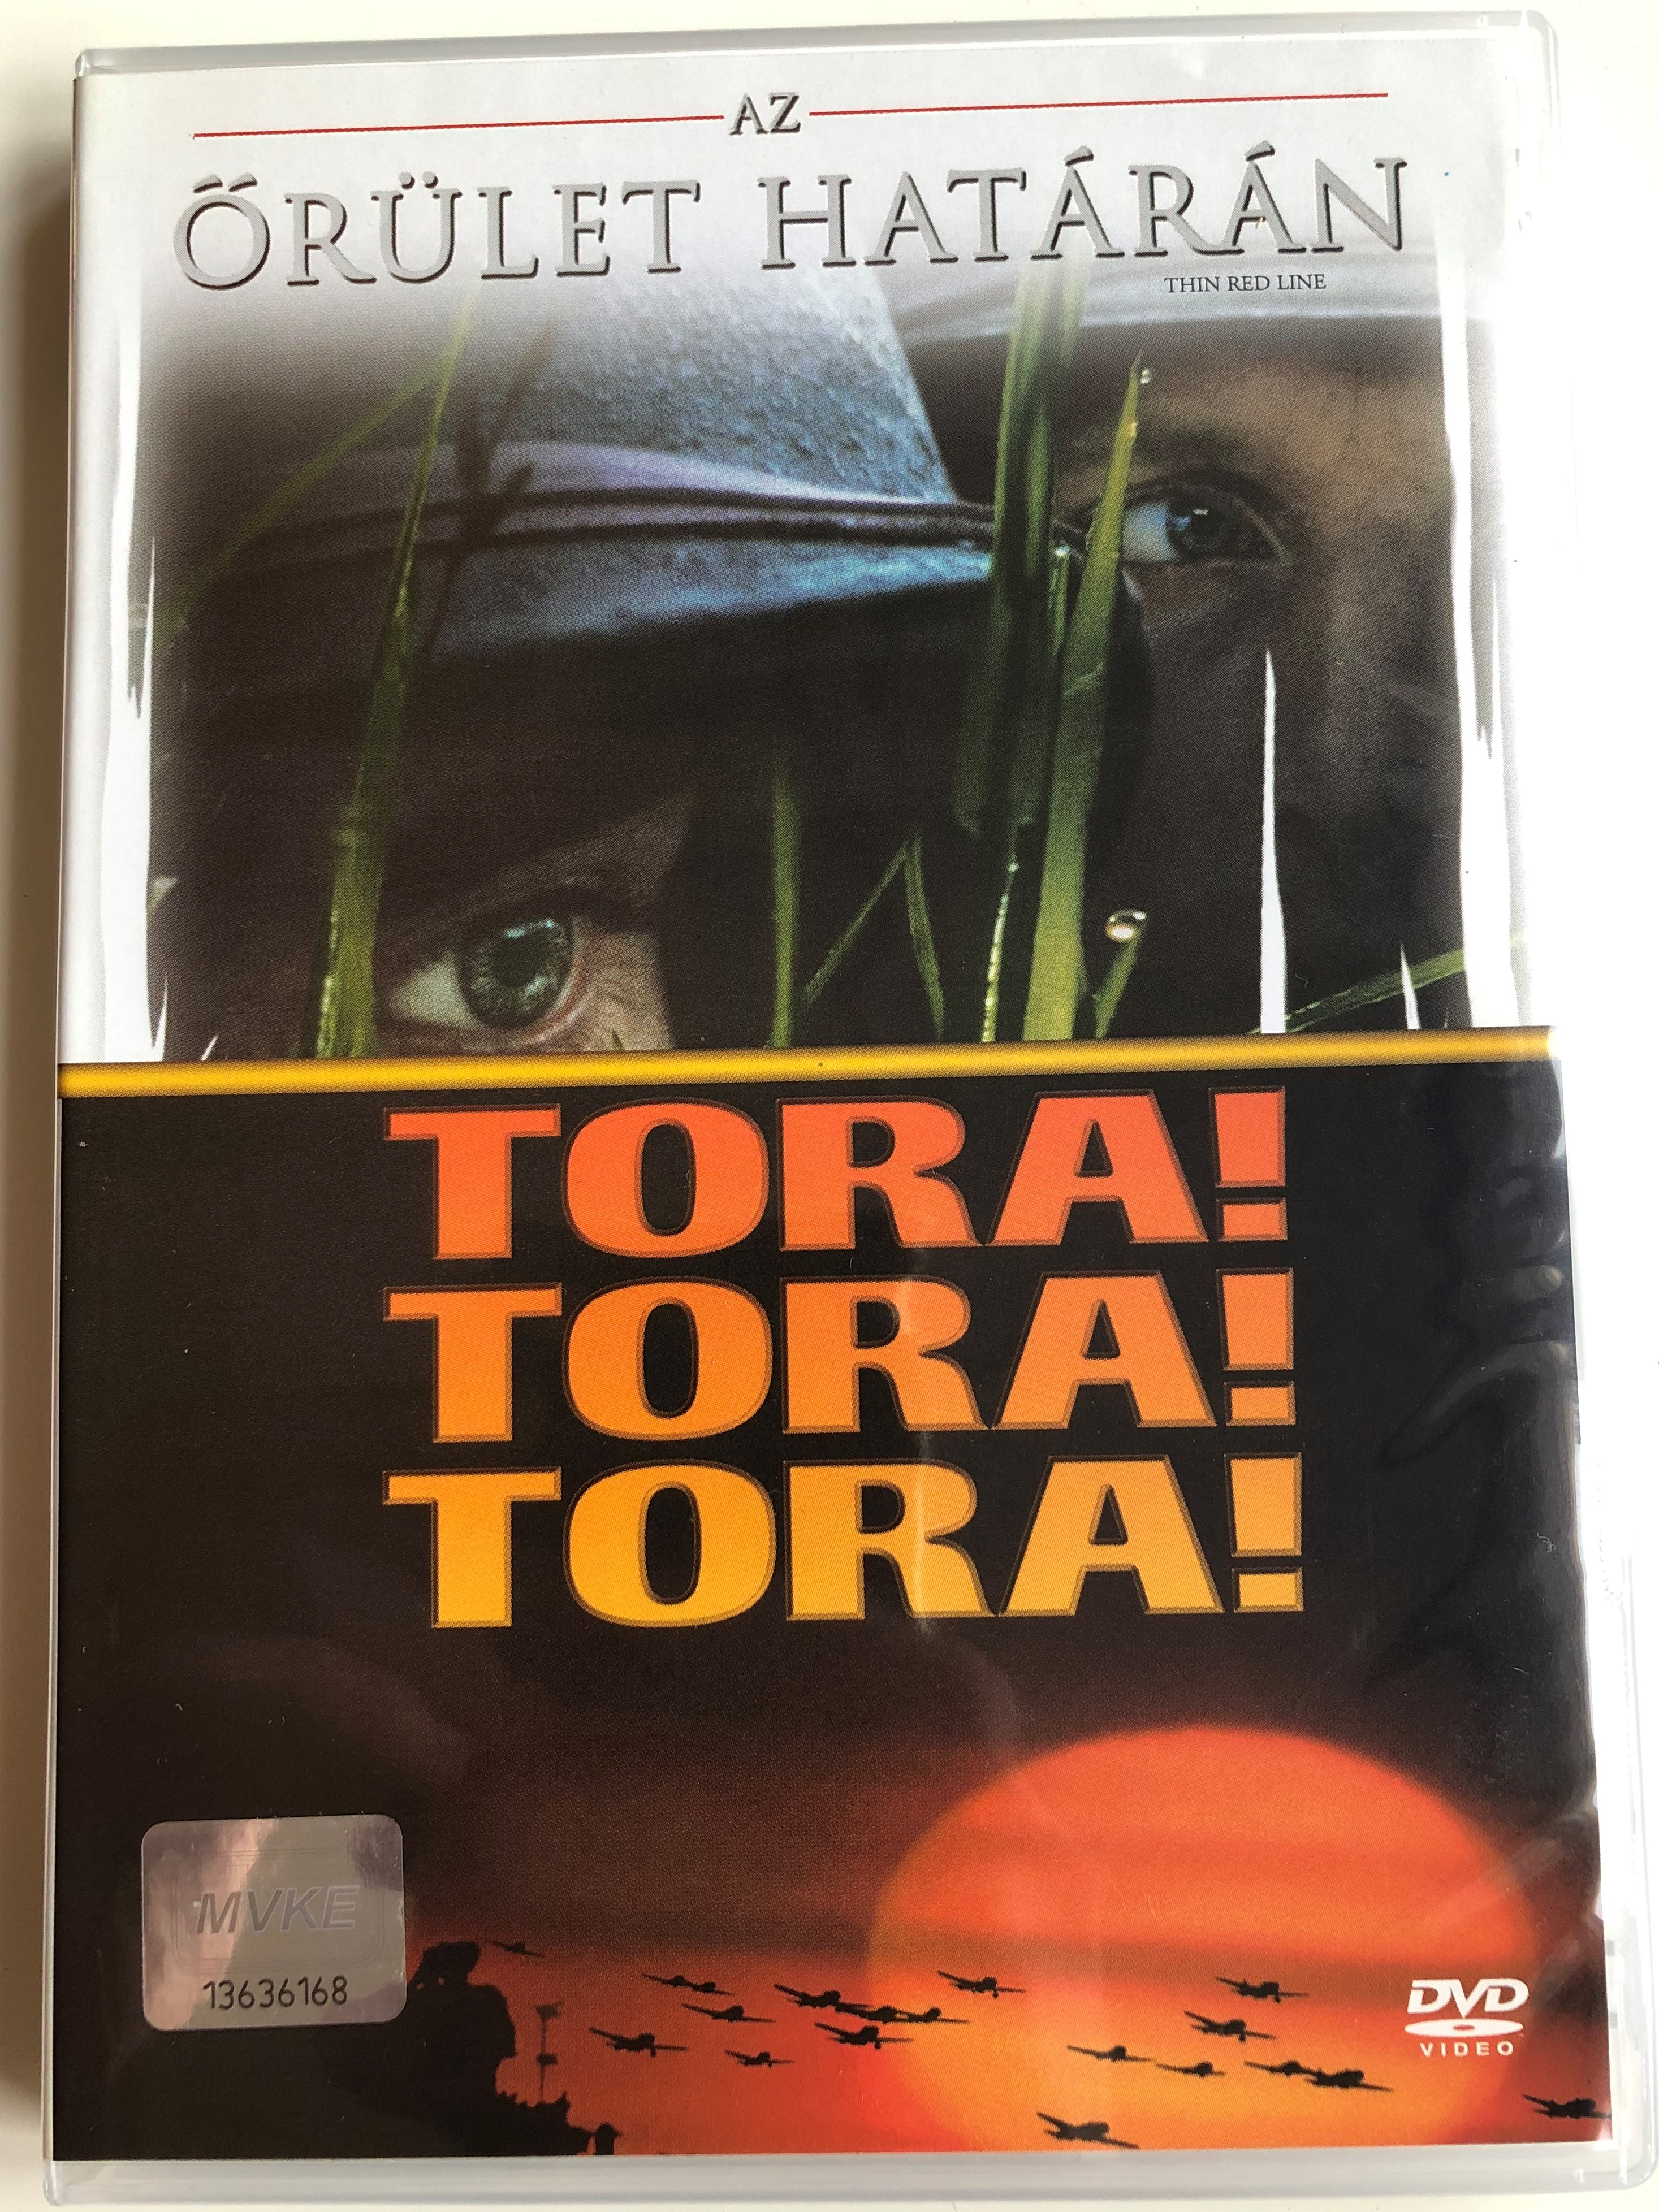 AZ
ŐRÜLET HATÁRÁN
THIN RED LINE
TORA!
TORA!
TORA!
MVKE
13636168
DVD
VIDEO